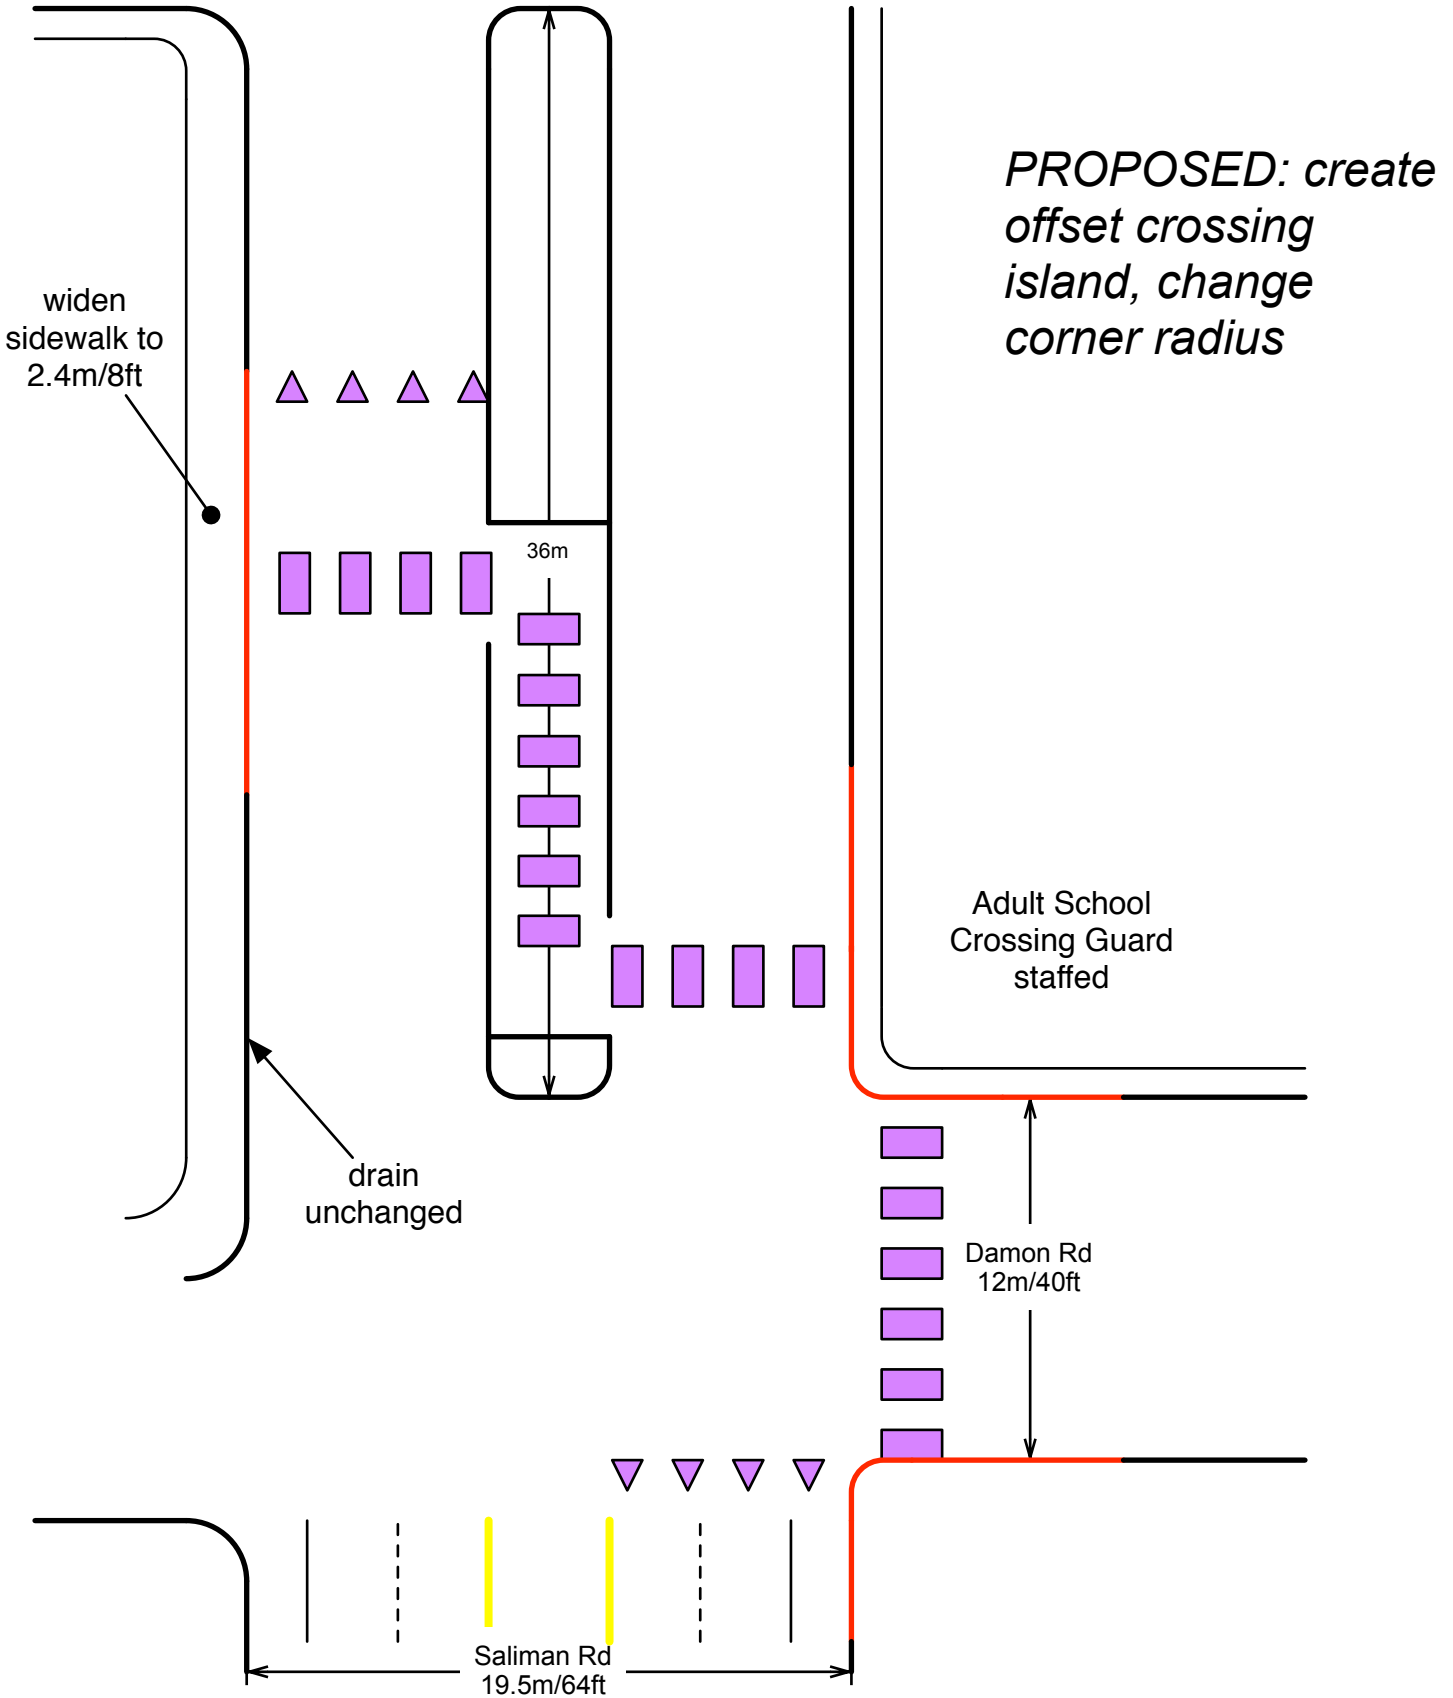 PROPOSED: create
offset crossing
island, change
corner radius
widen
sidewalk to
2.4m/8ft
36m
Adult School
Crossing Guard
staffed
drain
unchanged
Damon Rd
12m/40ft
Saliman Rd
19.5m/64ft